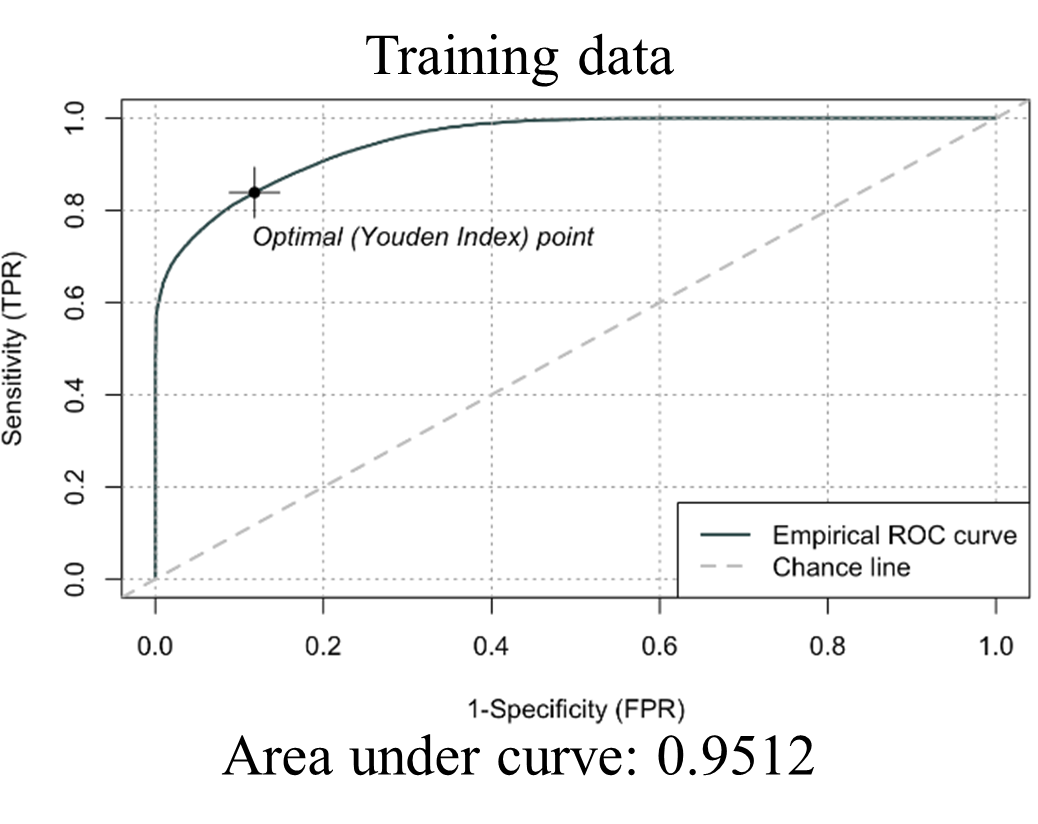 Training data
Sensitivity (TPR)
1.0
0.8
0.6
0.4
0.2
0.0
Optimal (Youden Index) point
Empirical ROC curve
Chance line
0.0 0.2 0.4 0.6 0.8 1.0
1-Specificity (FPR)
Area under curve: 0.9512